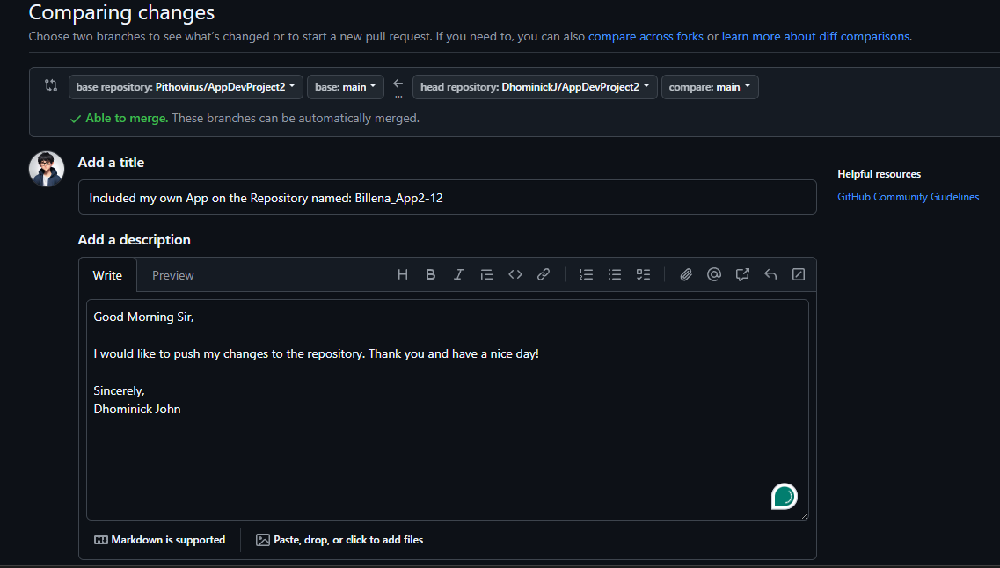 Comparing changes
Choose two branches to see what's changed or to start a new pull request. If you need to, you can also compare across forks or learn more about diff comparisons.
base repository: Pithovirus/AppDevProject2 base: main ... head repository: DhominickJ/AppDevProject2 compare: main
Able to merge. These branches can be automatically merged.
Add a title
Included my own App on the Repository named: Billena_App2-12
Add a description
Write Preview
Good Morning Sir,
I would like to push my changes to the repository. Thank you and have a nice day!
Sincerely,
Dhominick John
Markdown is supported Paste, drop, or click to add files
Helpful resources
GitHub Community Guidelines